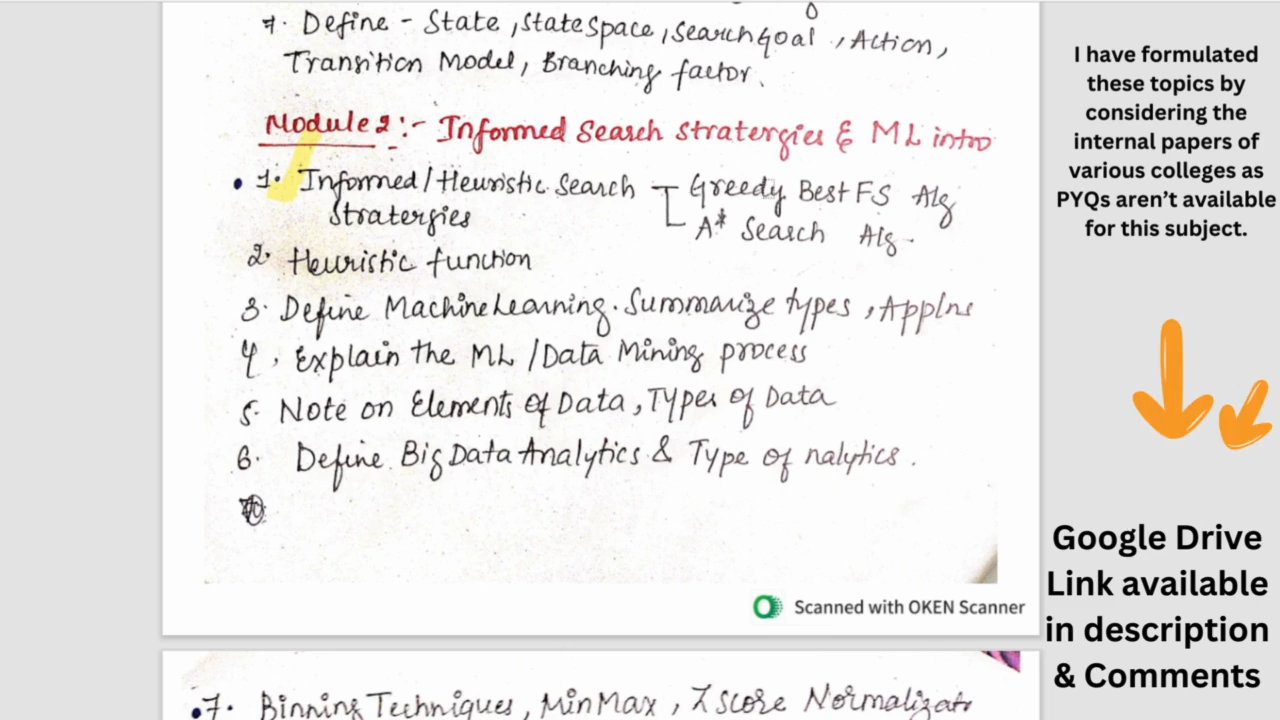 7. Define - State, State Space, Search Goal, Action,
Transition Model, Branching factor.
Module 2 :- Informed Search Stratergies & ML intro
• 1. Informed/Heuristic Search Greedy Best FS Alg
Stratergies A* Search Alg.
2. Heuristic function
3. Define Machine Learning. Summarize types, Applns
4. Explain the ML/Data Mining process
5. Note on Elements of Data, Types of Data
6. Define Big Data Analytics & Type of nalytics.
Scanned with OKEN Scanner
•7. Binning Techniques, MinMax, Z score Normalizatn
I have formulated
these topics by
considering the
internal papers of
various colleges as
PYQs aren’t available
for this subject.
Google Drive
Link available
in description
& Comments